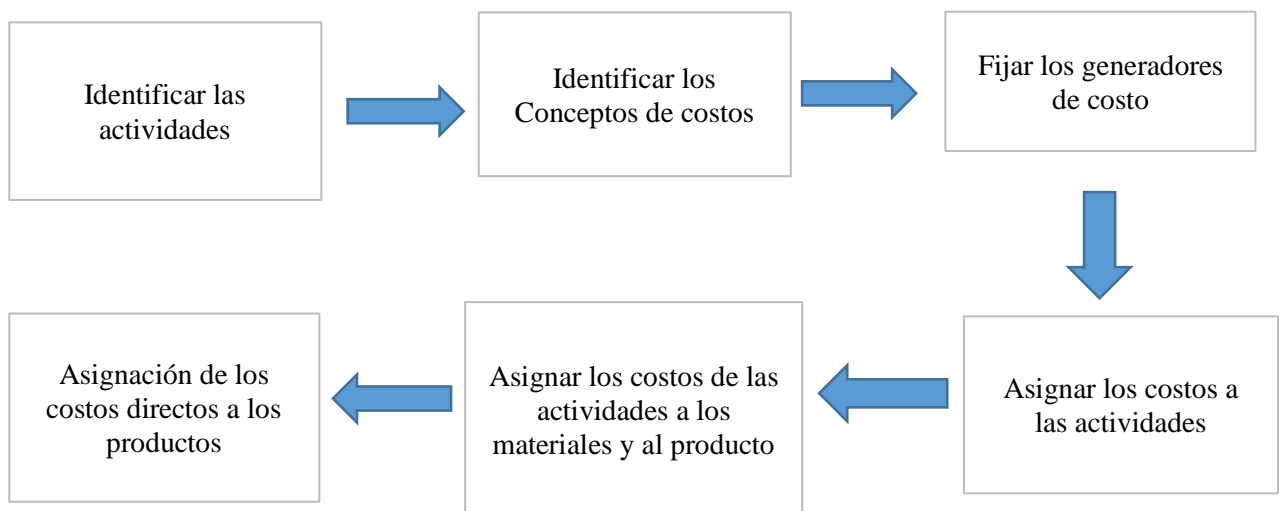 Identificar las
actividades
Identificar los
Conceptos de costos
Fijar los generadores
de costo
Asignar los costos a
las actividades
Asignar los costos de las
actividades a los
materiales y al producto
Asignación de los
costos directos a los
productos